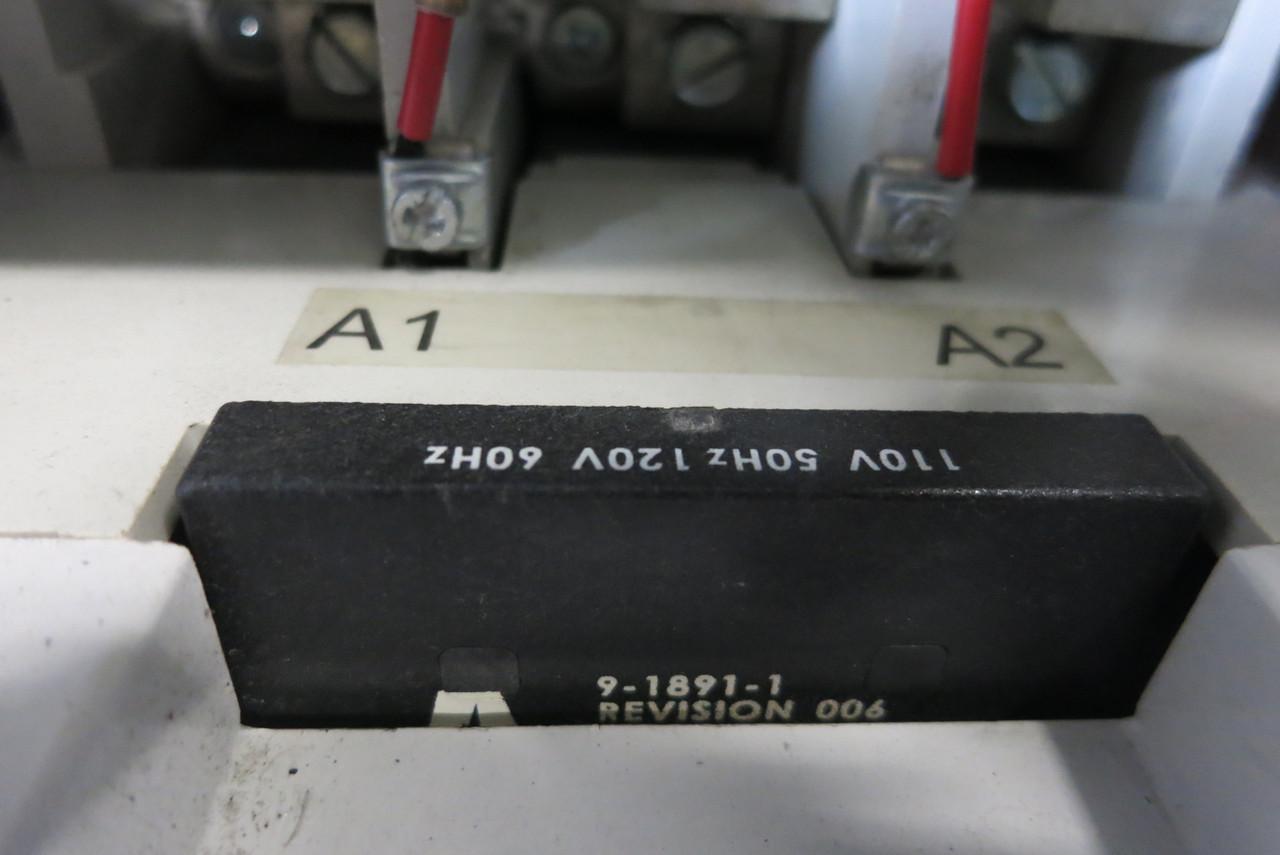 A1 A2
110V 50Hz 120V 60Hz
9-1891-1
REVISION 006